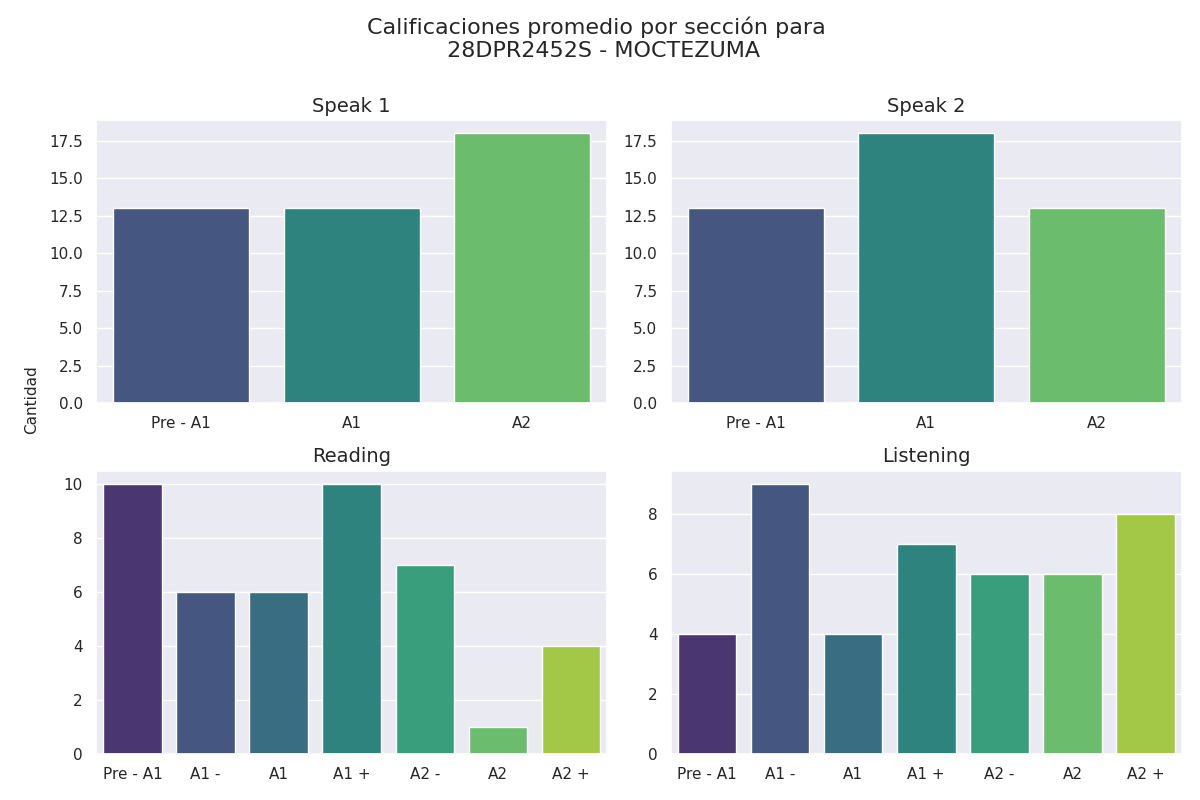 Calificaciones promedio por sección para
28DPR2452S - MOCTEZUMA
Speak 1
17.5
15.0
12.5
10.0
7.5
5.0
2.5
0.0
Pre - A1 A1 A2
Speak 2
17.5
15.0
12.5
10.0
7.5
5.0
2.5
0.0
Pre - A1 A1 A2
Cantidad
Reading
10
8
6
4
2
0
Pre - A1 A1 - A1 A1 + A2 - A2 A2 +
Listening
8
6
4
2
0
Pre - A1 A1 - A1 A1 + A2 - A2 A2 +